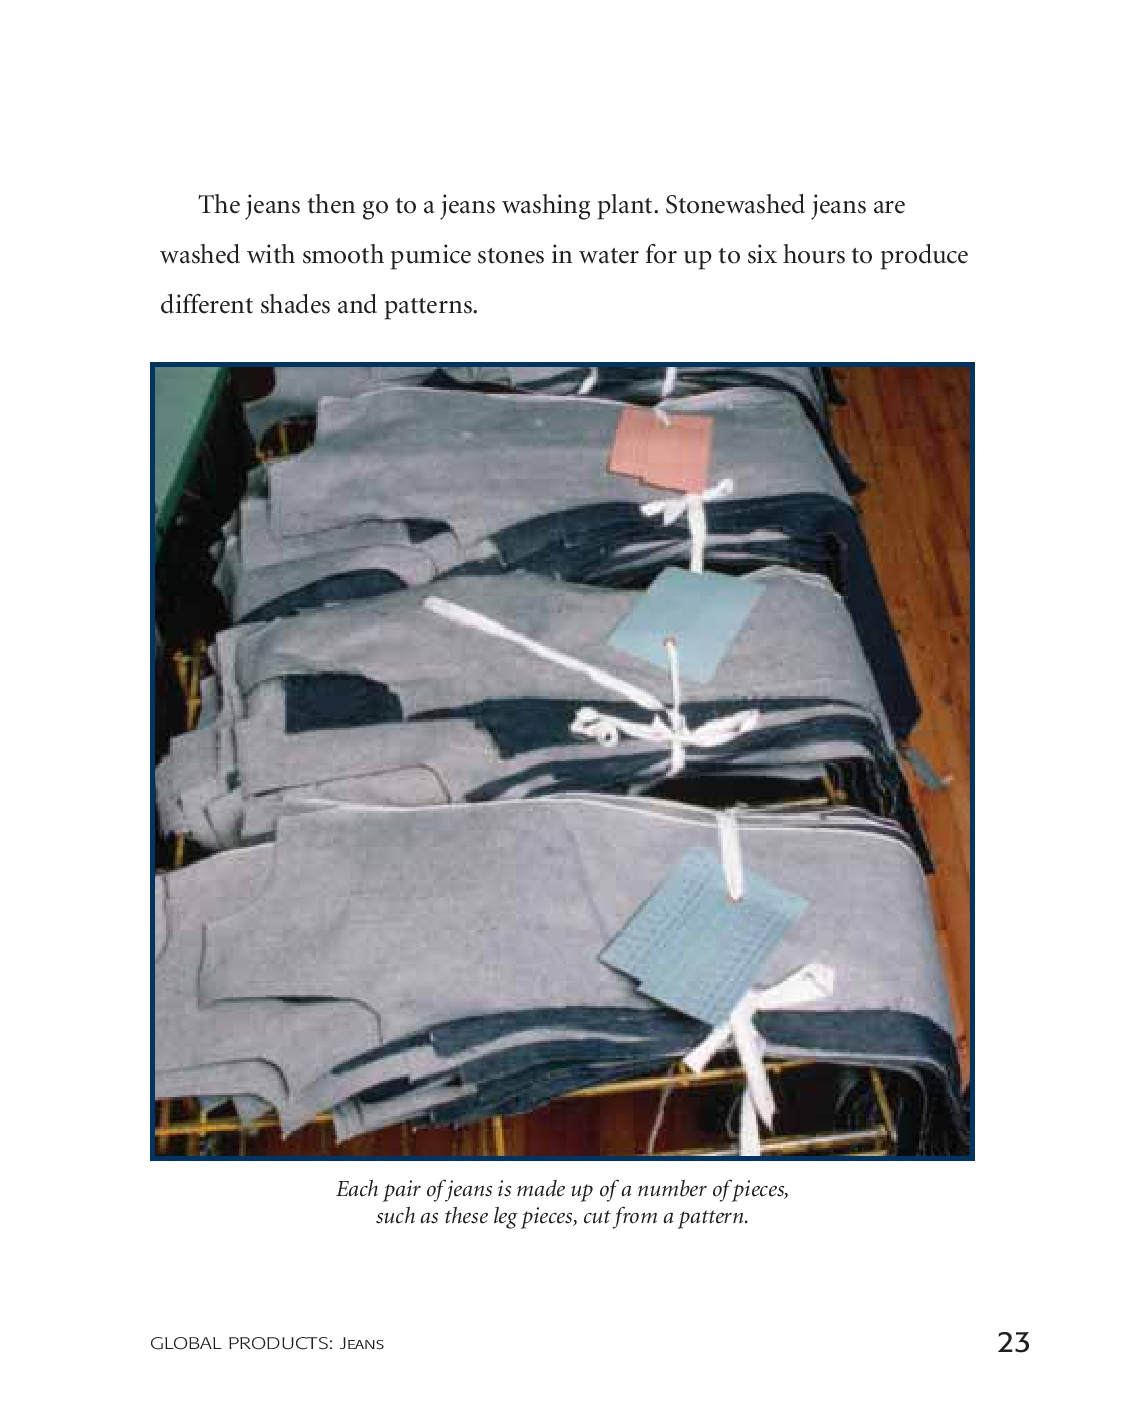 The jeans then go to a jeans washing plant. Stonewashed jeans are
washed with smooth pumice stones in water for up to six hours to produce
different shades and patterns.
Each pair of jeans is made up of a number of pieces,
such as these leg pieces, cut from a pattern.
GLOBAL PRODUCTS: JEANS
23